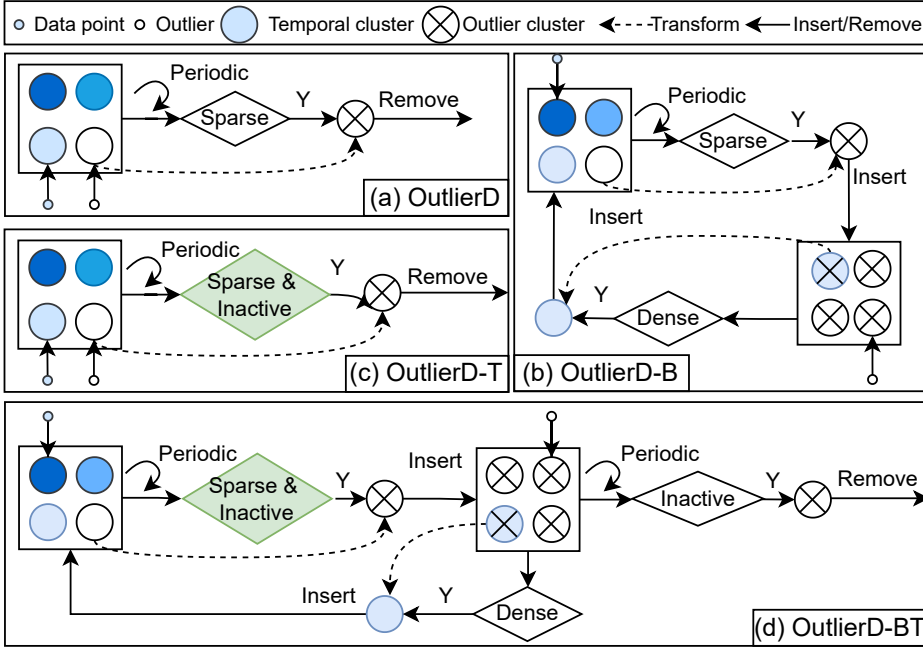 Data point Outlier Temporal cluster Outlier cluster Transform Insert/Remove
Periodic
Sparse
Y
Remove
(a) OutlierD
Periodic
Sparse
Y
Insert
Insert
Y
Dense
(b) OutlierD-B
Periodic
Sparse &
Inactive
Y
Remove
(c) OutlierD-T
Periodic
Sparse &
Inactive
Y
Insert
Periodic
Inactive
Y
Remove
Insert
Y
Dense
(d) OutlierD-BT